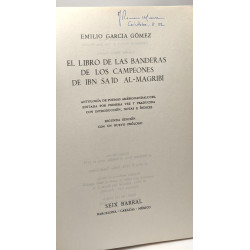 EMILIO GARCIA GÓMEZ
EL LIBRO DE LAS BANDERAS
DE LOS CAMPEONES
DE IBN SA'ID AL-MAGRIBI
ANTOLOGÍA DE POEMAS ARÁBIGOANDALUCES,
EDITADA POR PRIMERA VEZ Y TRADUCIDA,
CON INTRODUCCIÓN, NOTAS E ÍNDICES
SEGUNDA EDICIÓN
CON UN NUEVO PRÓLOGO
SEIX BARRAL
BARCELONA - CARACAS - MÉXICO